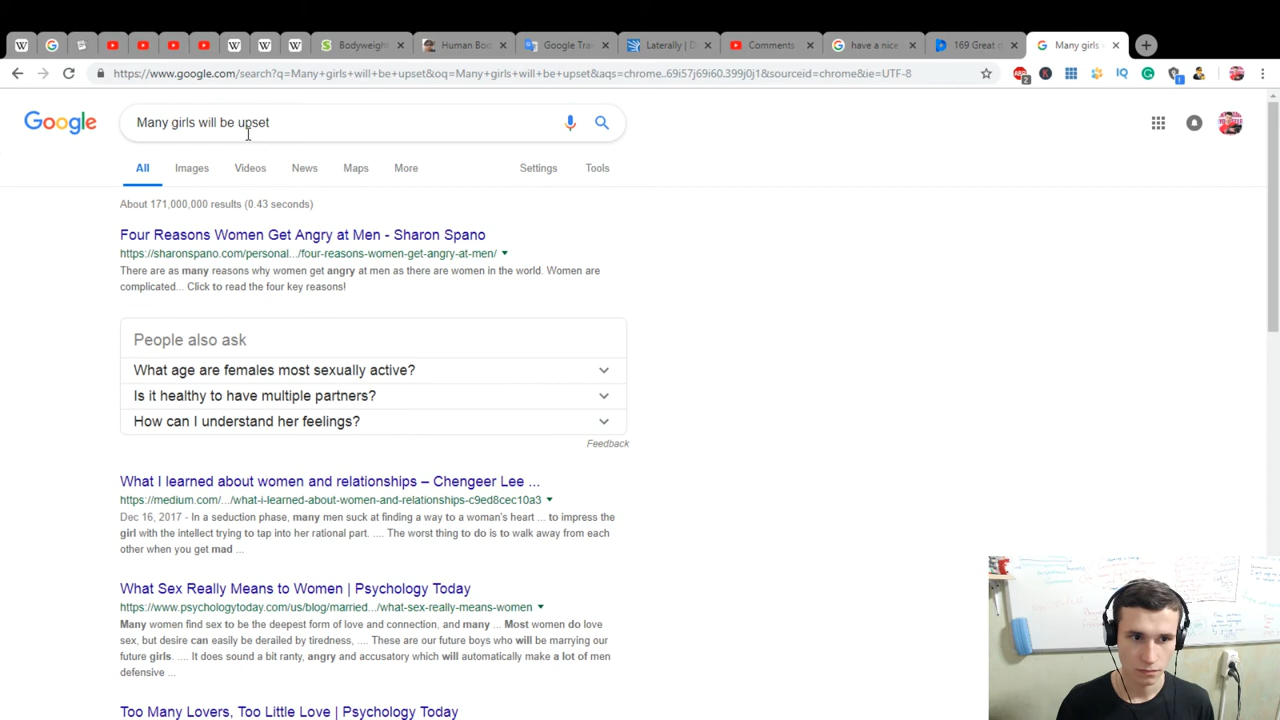 Bodyweight
Human Boo
Google Tra
Laterally | D
Comments
have a nice
169 Great q
Many girls
https://www.google.com/search?q=Many+girls+will+be+upset&oq=Many+girls+will+be+upset&aqs=chrome..69i57j69i60.399j0j1&sourceid=chrome&ie=UTF-8
Google
Many girls will be upset
All Images Videos News Maps More Settings Tools
About 171,000,000 results (0.43 seconds)
Four Reasons Women Get Angry at Men - Sharon Spano
https://sharonspano.com/personal.../four-reasons-women-get-angry-at-men/
There are as many reasons why women get angry at men as there are women in the world. Women are
complicated... Click to read the four key reasons!
People also ask
What age are females most sexually active?
Is it healthy to have multiple partners?
How can I understand her feelings?
Feedback
What I learned about women and relationships – Chengeer Lee ...
https://medium.com/.../what-i-learned-about-women-and-relationships-c9ed8cec10a3
Dec 16, 2017 - In a seduction phase, many men suck at finding a way to a woman's heart ... to impress the
girl with the intellect trying to tap into her rational part. .... The worst thing to do is to walk away from each
other when you get mad ...
What Sex Really Means to Women | Psychology Today
https://www.psychologytoday.com/us/blog/married.../what-sex-really-means-women
Many women find sex to be the deepest form of love and connection, and many ... Most women do love
sex, but desire can easily be derailed by tiredness, ... These are our future boys who will be marrying our
future girls. .... It does sound a bit ranty, angry and accusatory which will automatically make a lot of men
defensive ...
Too Many Lovers, Too Little Love | Psychology Today